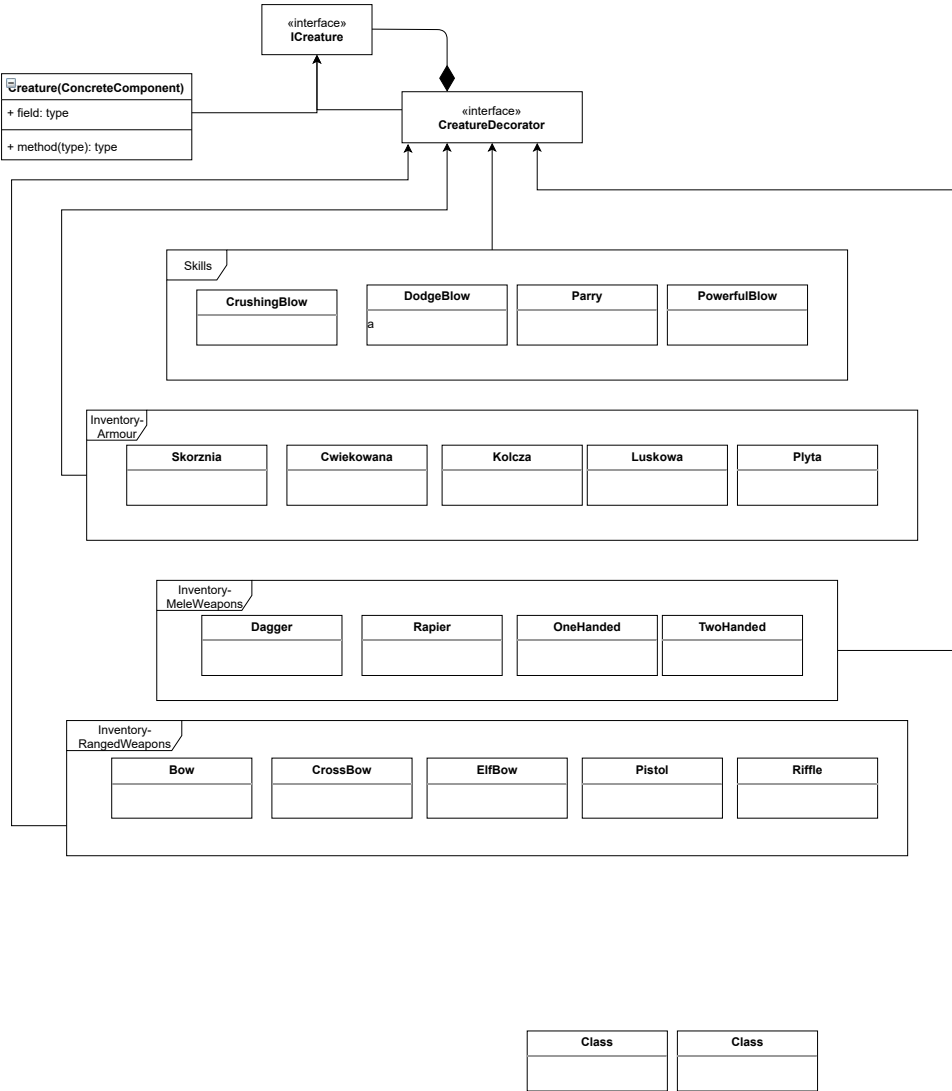 «interface»
ICreature
Creature(ConcreteComponent)
+ field: type
+ method(type): type
«interface»
CreatureDecorator
Skills
CrushingBlow
DodgeBlow
a
Parry
PowerfulBlow
Inventory-
Armour
Skorznia
Cwiekowana
Kolcza
Luskowa
Plyta
Inventory-
MeleWeapons
Dagger
Rapier
OneHanded
TwoHanded
Inventory-
RangedWeapons
Bow
CrossBow
ElfBow
Pistol
Riffle
Class
Class